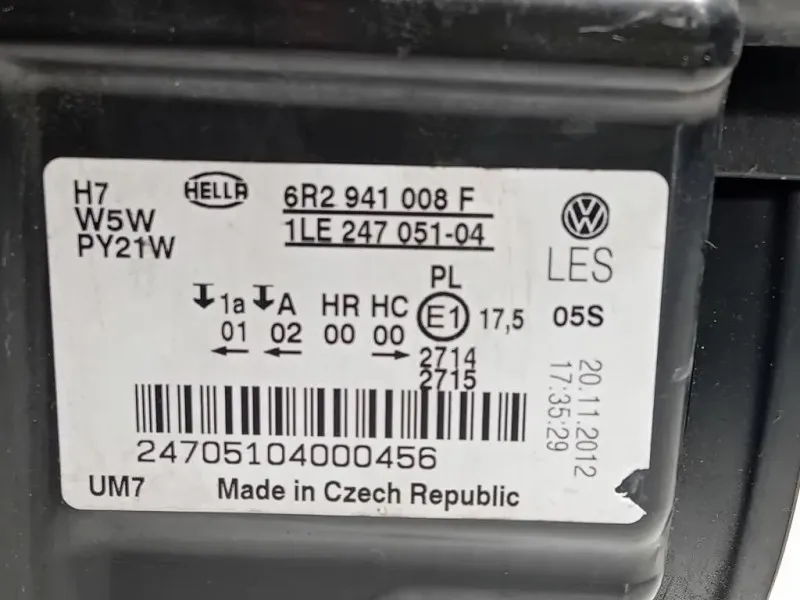 H7
W5W
PY21W
HELLA
6R2 941 008 F
1LE 247 051-04
VW
LES
1a A HR HC
01 02 00 00
PL
E1 17,5
2714
2715
05S
20.11.2012
17:35:29
24705104000456
UM7 Made in Czech Republic